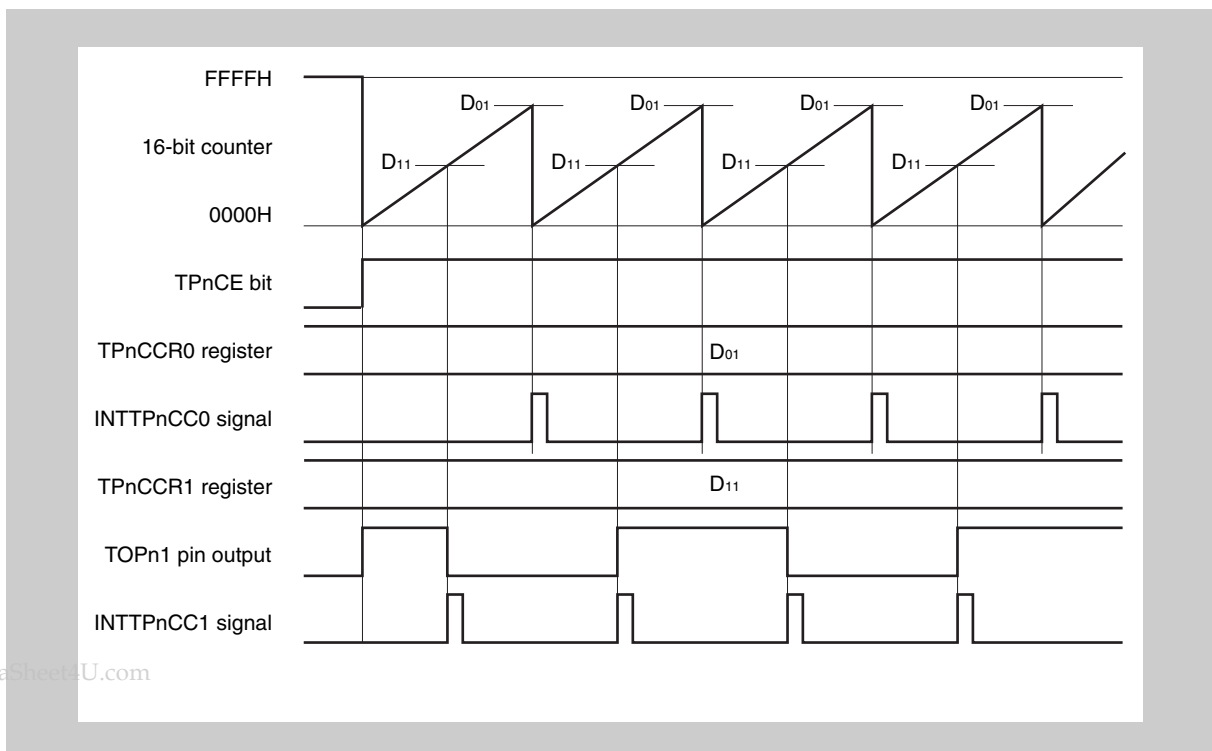 FFFFH
D01 D01 D01 D01
16-bit counter
D11 D11 D11 D11
0000H
TPnCE bit
TPnCCR0 register
D01
INTTPnCC0 signal
TPnCCR1 register
D11
TOPn1 pin output
INTTPnCC1 signal
aSheet4U.com